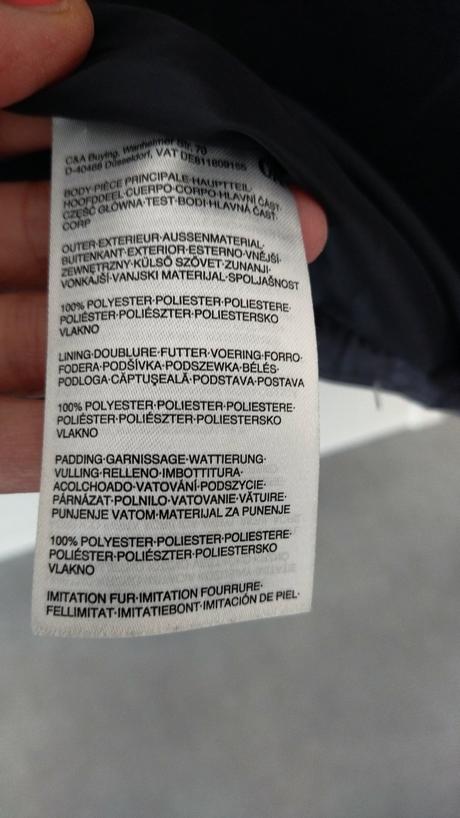 C&A Buying, Wanheimer Str. 70
D-40468 Düsseldorf, VAT DE811809155
BODY·PIÈCE PRINCIPALE·HAUPTTEIL·
HOOFDDEEL·CUERPO·CORPO·HLAVNÍ ČÁST·
CZĘŚĆ GŁÓWNA·TEST·BODI·HLAVNÁ ČASŤ·
CORP
OUTER·EXTERIEUR·AUSSENMATERIAL·
BUITENKANT·EXTERIOR·ESTERNO·VNĚJŠÍ·
ZEWNĘTRZNY·KÜLSŐ SZÖVET·ZUNANJI·
VONKAJŠÍ·VANJSKI MATERIJAL·SPOLJAŠNOST
100% POLYESTER·POLIESTER·POLIESTERE·
POLIÉSTER·POLIÉSZTER·POLIESTERSKO
VLAKNO
LINING·DOUBLURE·FUTTER·VOERING·FORRO·
FODERA·PODŠÍVKA·PODSZEWKA·BÉLÉS·
PODLOGA·CĂPTUȘEALĂ·PODSTAVA·POSTAVA
100% POLYESTER·POLIESTER·POLIESTERE·
POLIÉSTER·POLIÉSZTER·POLIESTERSKO
VLAKNO
PADDING·GARNISSAGE·WATTIERUNG·
VULLING·RELLENO·IMBOTTITURA·
ACOLCHOADO·VATOVÁNÍ·PODSZYCIE·
PÁRNÁZAT·POLNILO·VATOVANIE·VĂTUIRE·
PUNJENJE VATOM·MATERIJAL ZA PUNENJE
100% POLYESTER·POLIESTER·POLIESTERE·
POLIÉSTER·POLIÉSZTER·POLIESTERSKO
VLAKNO
IMITATION FUR·IMITATION FOURRURE·
FELLIMITAT·IMITATIEBONT·IMITACIÓN DE PIEL·